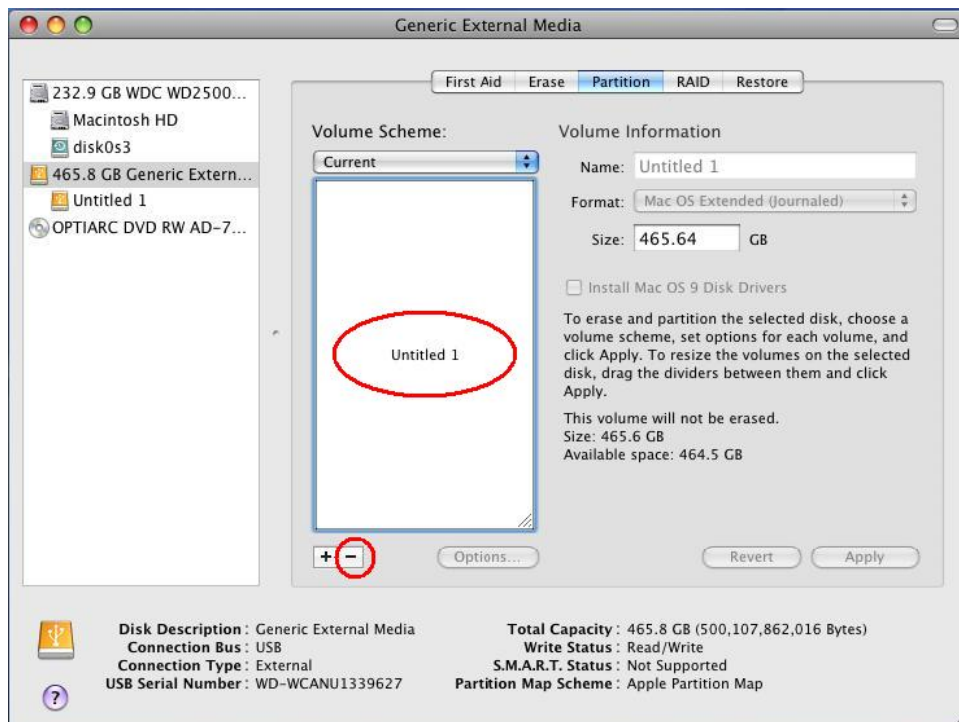 Generic External Media
232.9 GB WDC WD2500...
Macintosh HD
disk0s3
465.8 GB Generic Extern...
Untitled 1
OPTIARC DVD RW AD-7...
First Aid Erase Partition RAID Restore
Volume Scheme:
Current
Untitled 1
+ −
Options...
Volume Information
Name: Untitled 1
Format: Mac OS Extended (Journaled)
Size: 465.64 GB
Install Mac OS 9 Disk Drivers
To erase and partition the selected disk, choose a
volume scheme, set options for each volume, and
click Apply. To resize the volumes on the selected
disk, drag the dividers between them and click
Apply.
This volume will not be erased.
Size: 465.6 GB
Available space: 464.5 GB
Revert Apply
Disk Description : Generic External Media
Connection Bus : USB
Connection Type : External
USB Serial Number : WD-WCANU1339627
Total Capacity : 465.8 GB (500,107,862,016 Bytes)
Write Status : Read/Write
S.M.A.R.T. Status : Not Supported
Partition Map Scheme : Apple Partition Map
?